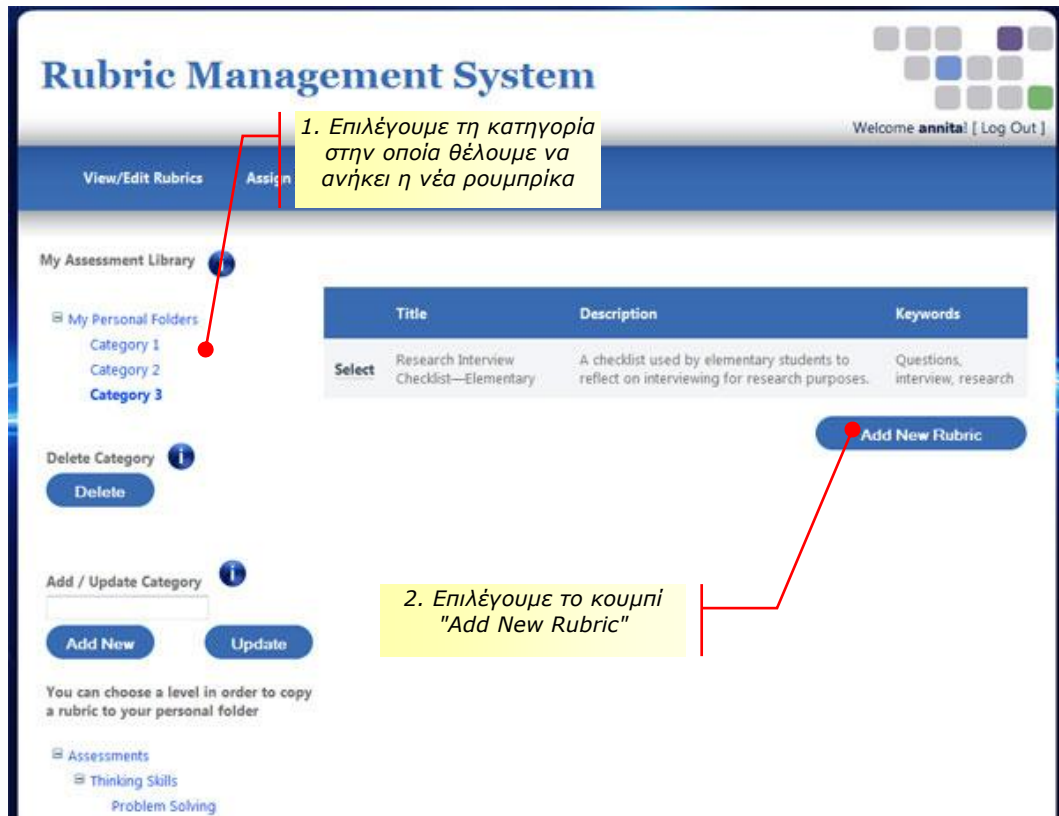 Rubric Management System
1. Επιλέγουμε τη κατηγορία
στην οποία θέλουμε να
ανήκει η νέα ρουμπρίκα
Welcome annita! [ Log Out ]
View/Edit Rubrics
Assign
My Assessment Library
My Personal Folders
Category 1
Category 2
Category 3
Title Description Keywords
Select
Research Interview
Checklist—Elementary
A checklist used by elementary students to
reflect on interviewing for research purposes.
Questions,
interview, research
Add New Rubric
Delete Category
Delete
Add / Update Category
Add New
Update
2. Επιλέγουμε το κουμπί
"Add New Rubric"
You can choose a level in order to copy
a rubric to your personal folder
Assessments
Thinking Skills
Problem Solving